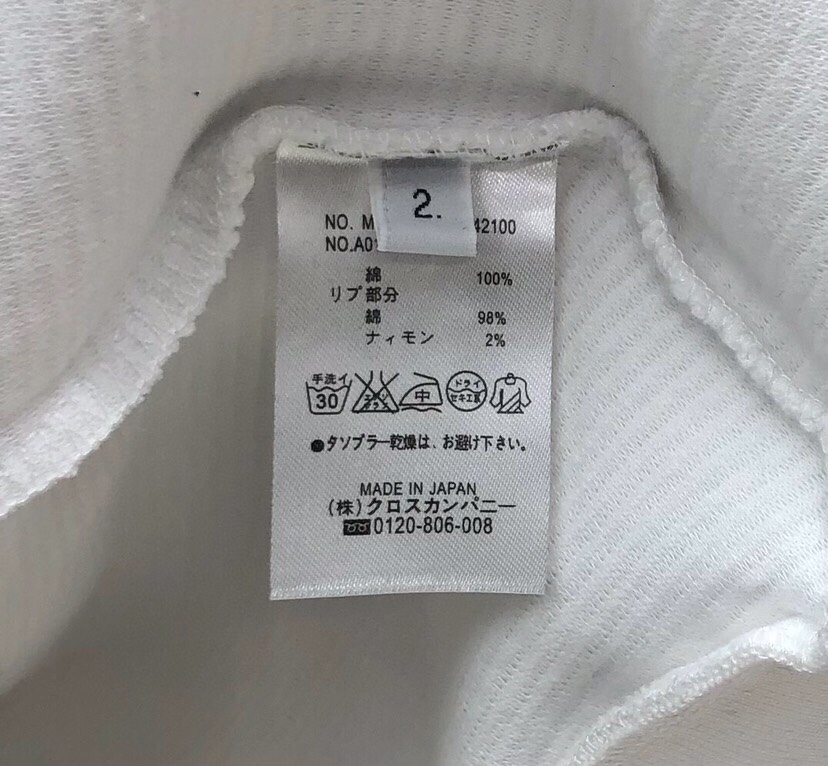 2.
NO. M 42100
NO.A0
綿 100%
リブ部分
綿 98%
ナイモン 2%
手洗イ
30
中
ドライ
セキユ系
●タソブラー乾燥は、お避け下さい。
MADE IN JAPAN
(株)クロスカンパニー
0120-806-008